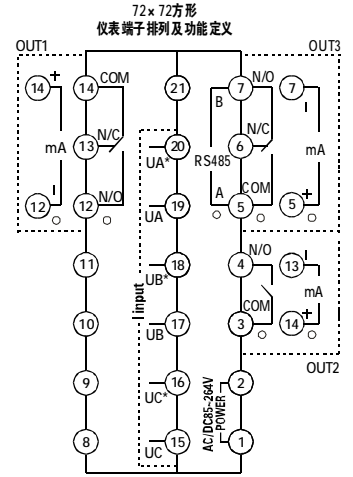 72×72方形
仪表端子排列及功能定义
OUT1
OUT3
14 + 14 COM 21 7 N/O 7
B
mA 13 N/C 20 UA* RS485 6 N/C mA
12 12 N/O 19 UA A 5 COM 5 +
11 18 UB* 4 N/O 13
mA
10 17 UB 3 COM 14 +
Iinput
OUT2
9 16 UC* 2
AC/DC85~264V
POWER
8 15 UC 1